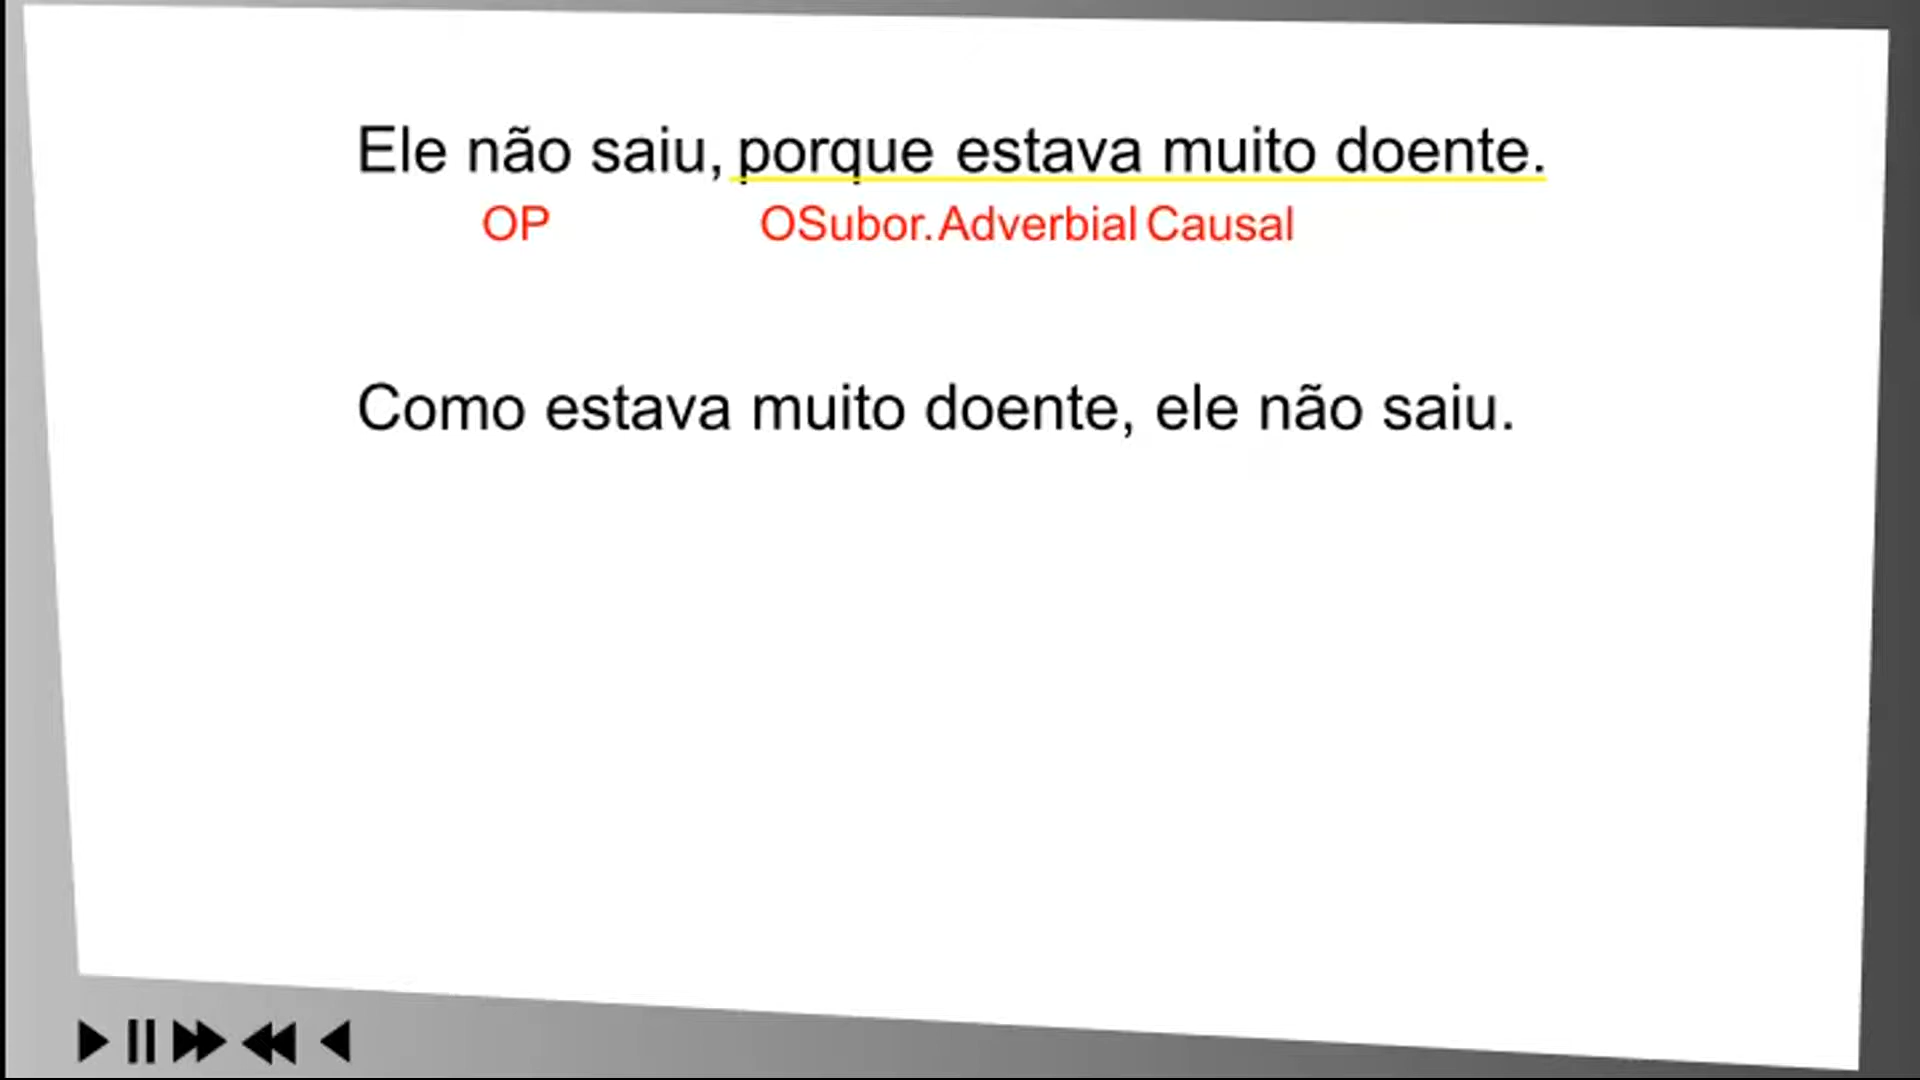 Ele não saiu, porque estava muito doente.
OP OSubor. Adverbial Causal
Como estava muito doente, ele não saiu.